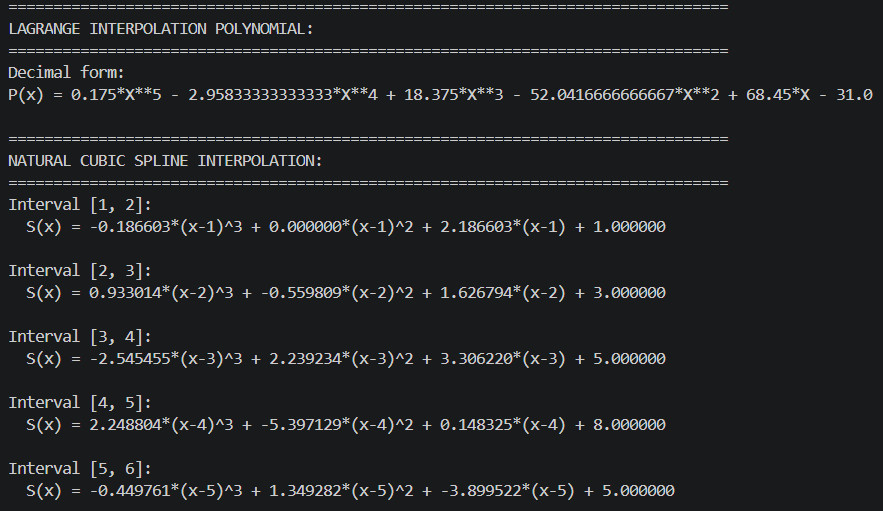 ================================================================================
LAGRANGE INTERPOLATION POLYNOMIAL:
================================================================================
Decimal form:
P(x) = 0.175*X**5 - 2.95833333333333*X**4 + 18.375*X**3 - 52.0416666666667*X**2 + 68.45*X - 31.0
================================================================================
NATURAL CUBIC SPLINE INTERPOLATION:
================================================================================
Interval [1, 2]:
S(x) = -0.186603*(x-1)^3 + 0.000000*(x-1)^2 + 2.186603*(x-1) + 1.000000
Interval [2, 3]:
S(x) = 0.933014*(x-2)^3 + -0.559809*(x-2)^2 + 1.626794*(x-2) + 3.000000
Interval [3, 4]:
S(x) = -2.545455*(x-3)^3 + 2.239234*(x-3)^2 + 3.306220*(x-3) + 5.000000
Interval [4, 5]:
S(x) = 2.248804*(x-4)^3 + -5.397129*(x-4)^2 + 0.148325*(x-4) + 8.000000
Interval [5, 6]:
S(x) = -0.449761*(x-5)^3 + 1.349282*(x-5)^2 + -3.899522*(x-5) + 5.000000